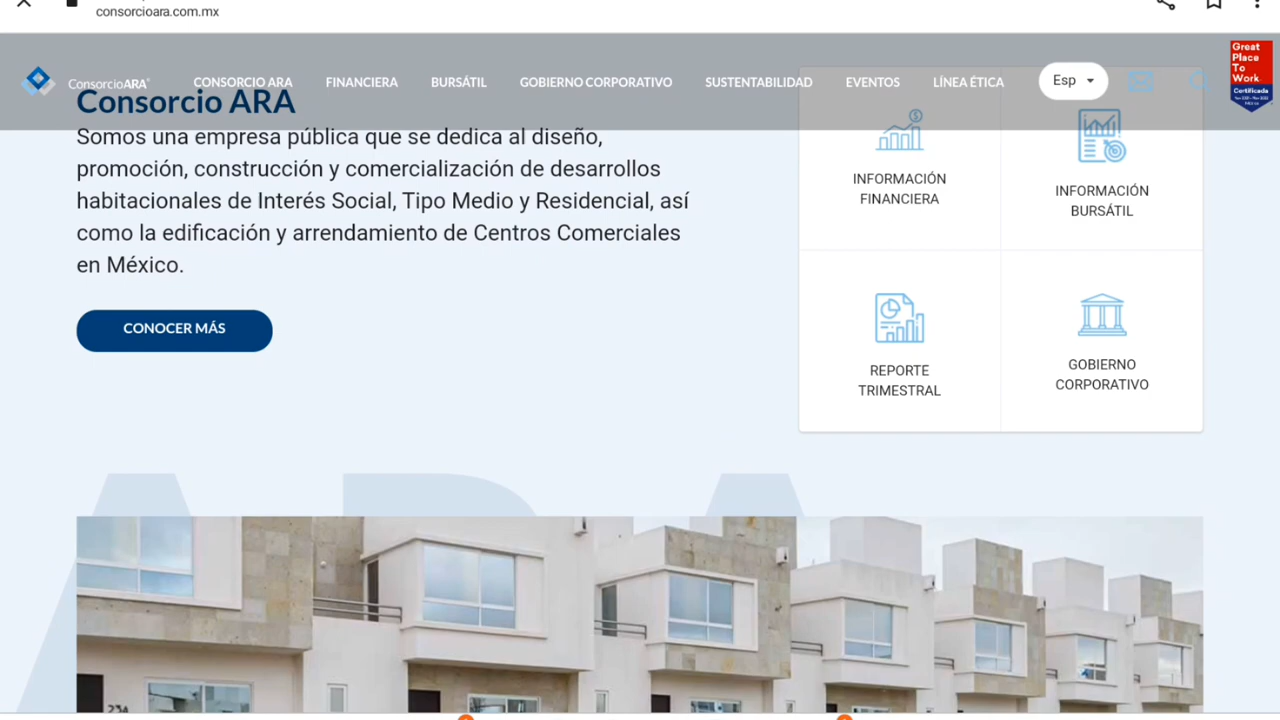 consorcioara.com.mx
ConsorcioARA®
CONSORCIO ARA
FINANCIERA
BURSÁTIL
GOBIERNO CORPORATIVO
SUSTENTABILIDAD
EVENTOS
LÍNEA ÉTICA
Esp
Great
Place
To
Work
Certificada
Consorcio ARA
Somos una empresa pública que se dedica al diseño,
promoción, construcción y comercialización de desarrollos
habitacionales de Interés Social, Tipo Medio y Residencial, así
como la edificación y arrendamiento de Centros Comerciales
en México.
CONOCER MÁS
INFORMACIÓN
FINANCIERA
INFORMACIÓN
BURSÁTIL
REPORTE
TRIMESTRAL
GOBIERNO
CORPORATIVO
ARA
23A